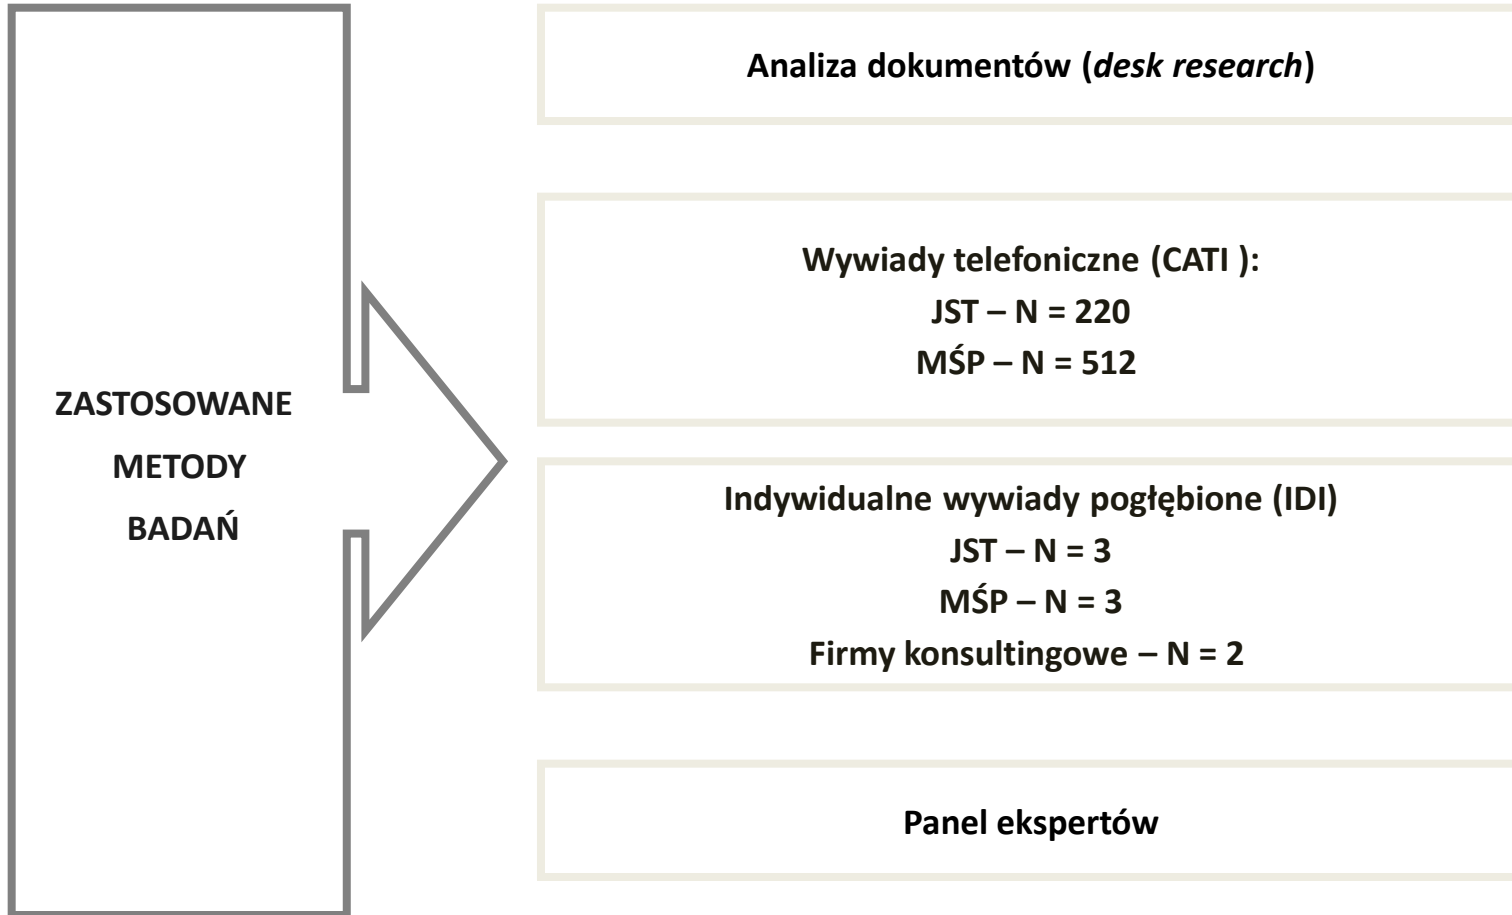 ZASTOSOWANE
METODY
BADAŃ
Analiza dokumentów (desk research)
Wywiady telefoniczne (CATI ):
JST – N = 220
MŚP – N = 512
Indywidualne wywiady pogłębione (IDI)
JST – N = 3
MŚP – N = 3
Firmy konsultingowe – N = 2
Panel ekspertów